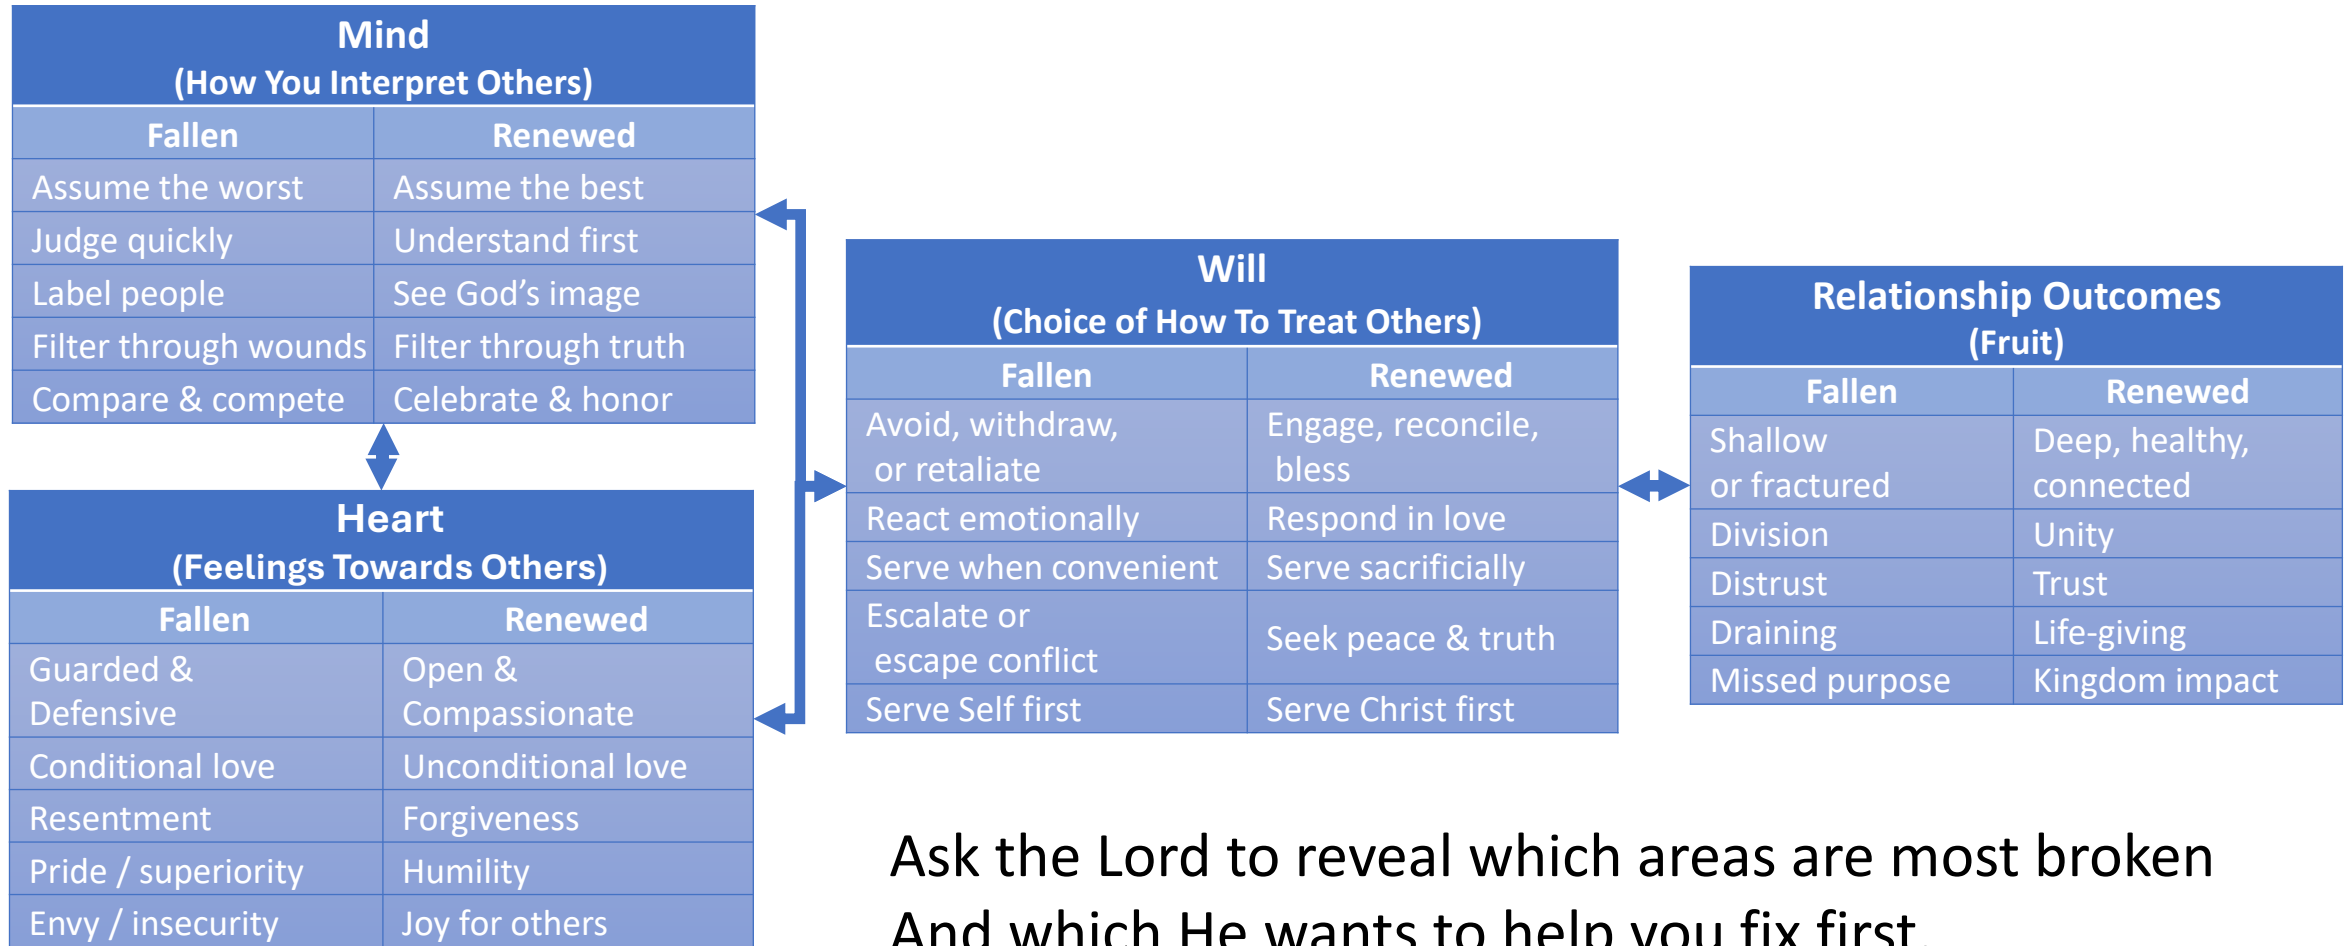 Mind
(How You Interpret Others)
Fallen Renewed
Assume the worst Assume the best
Judge quickly Understand first
Label people See God’s image
Filter through wounds Filter through truth
Compare & compete Celebrate & honor
Heart
(Feelings Towards Others)
Fallen Renewed
Guarded & Open &
Defensive Compassionate
Conditional love Unconditional love
Resentment Forgiveness
Pride / superiority Humility
Envy / insecurity Joy for others
Will
(Choice of How To Treat Others)
Fallen Renewed
Avoid, withdraw, Engage, reconcile,
or retaliate bless
React emotionally Respond in love
Serve when convenient Serve sacrificially
Escalate or
escape conflict Seek peace & truth
Serve Self first Serve Christ first
Relationship Outcomes
(Fruit)
Fallen Renewed
Shallow Deep, healthy,
or fractured connected
Division Unity
Distrust Trust
Draining Life-giving
Missed purpose Kingdom impact
Ask the Lord to reveal which areas are most broken
And which He wants to help you fix first.